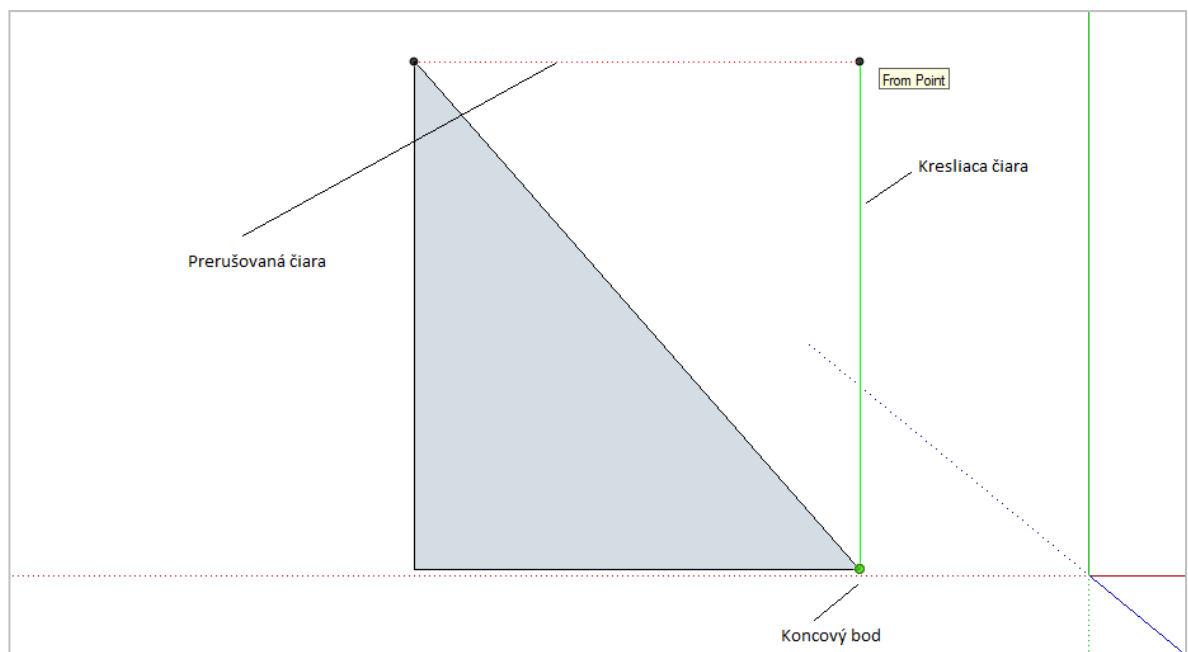 From Point
Kresliaca čiara
Prerušovaná čiara
Koncový bod